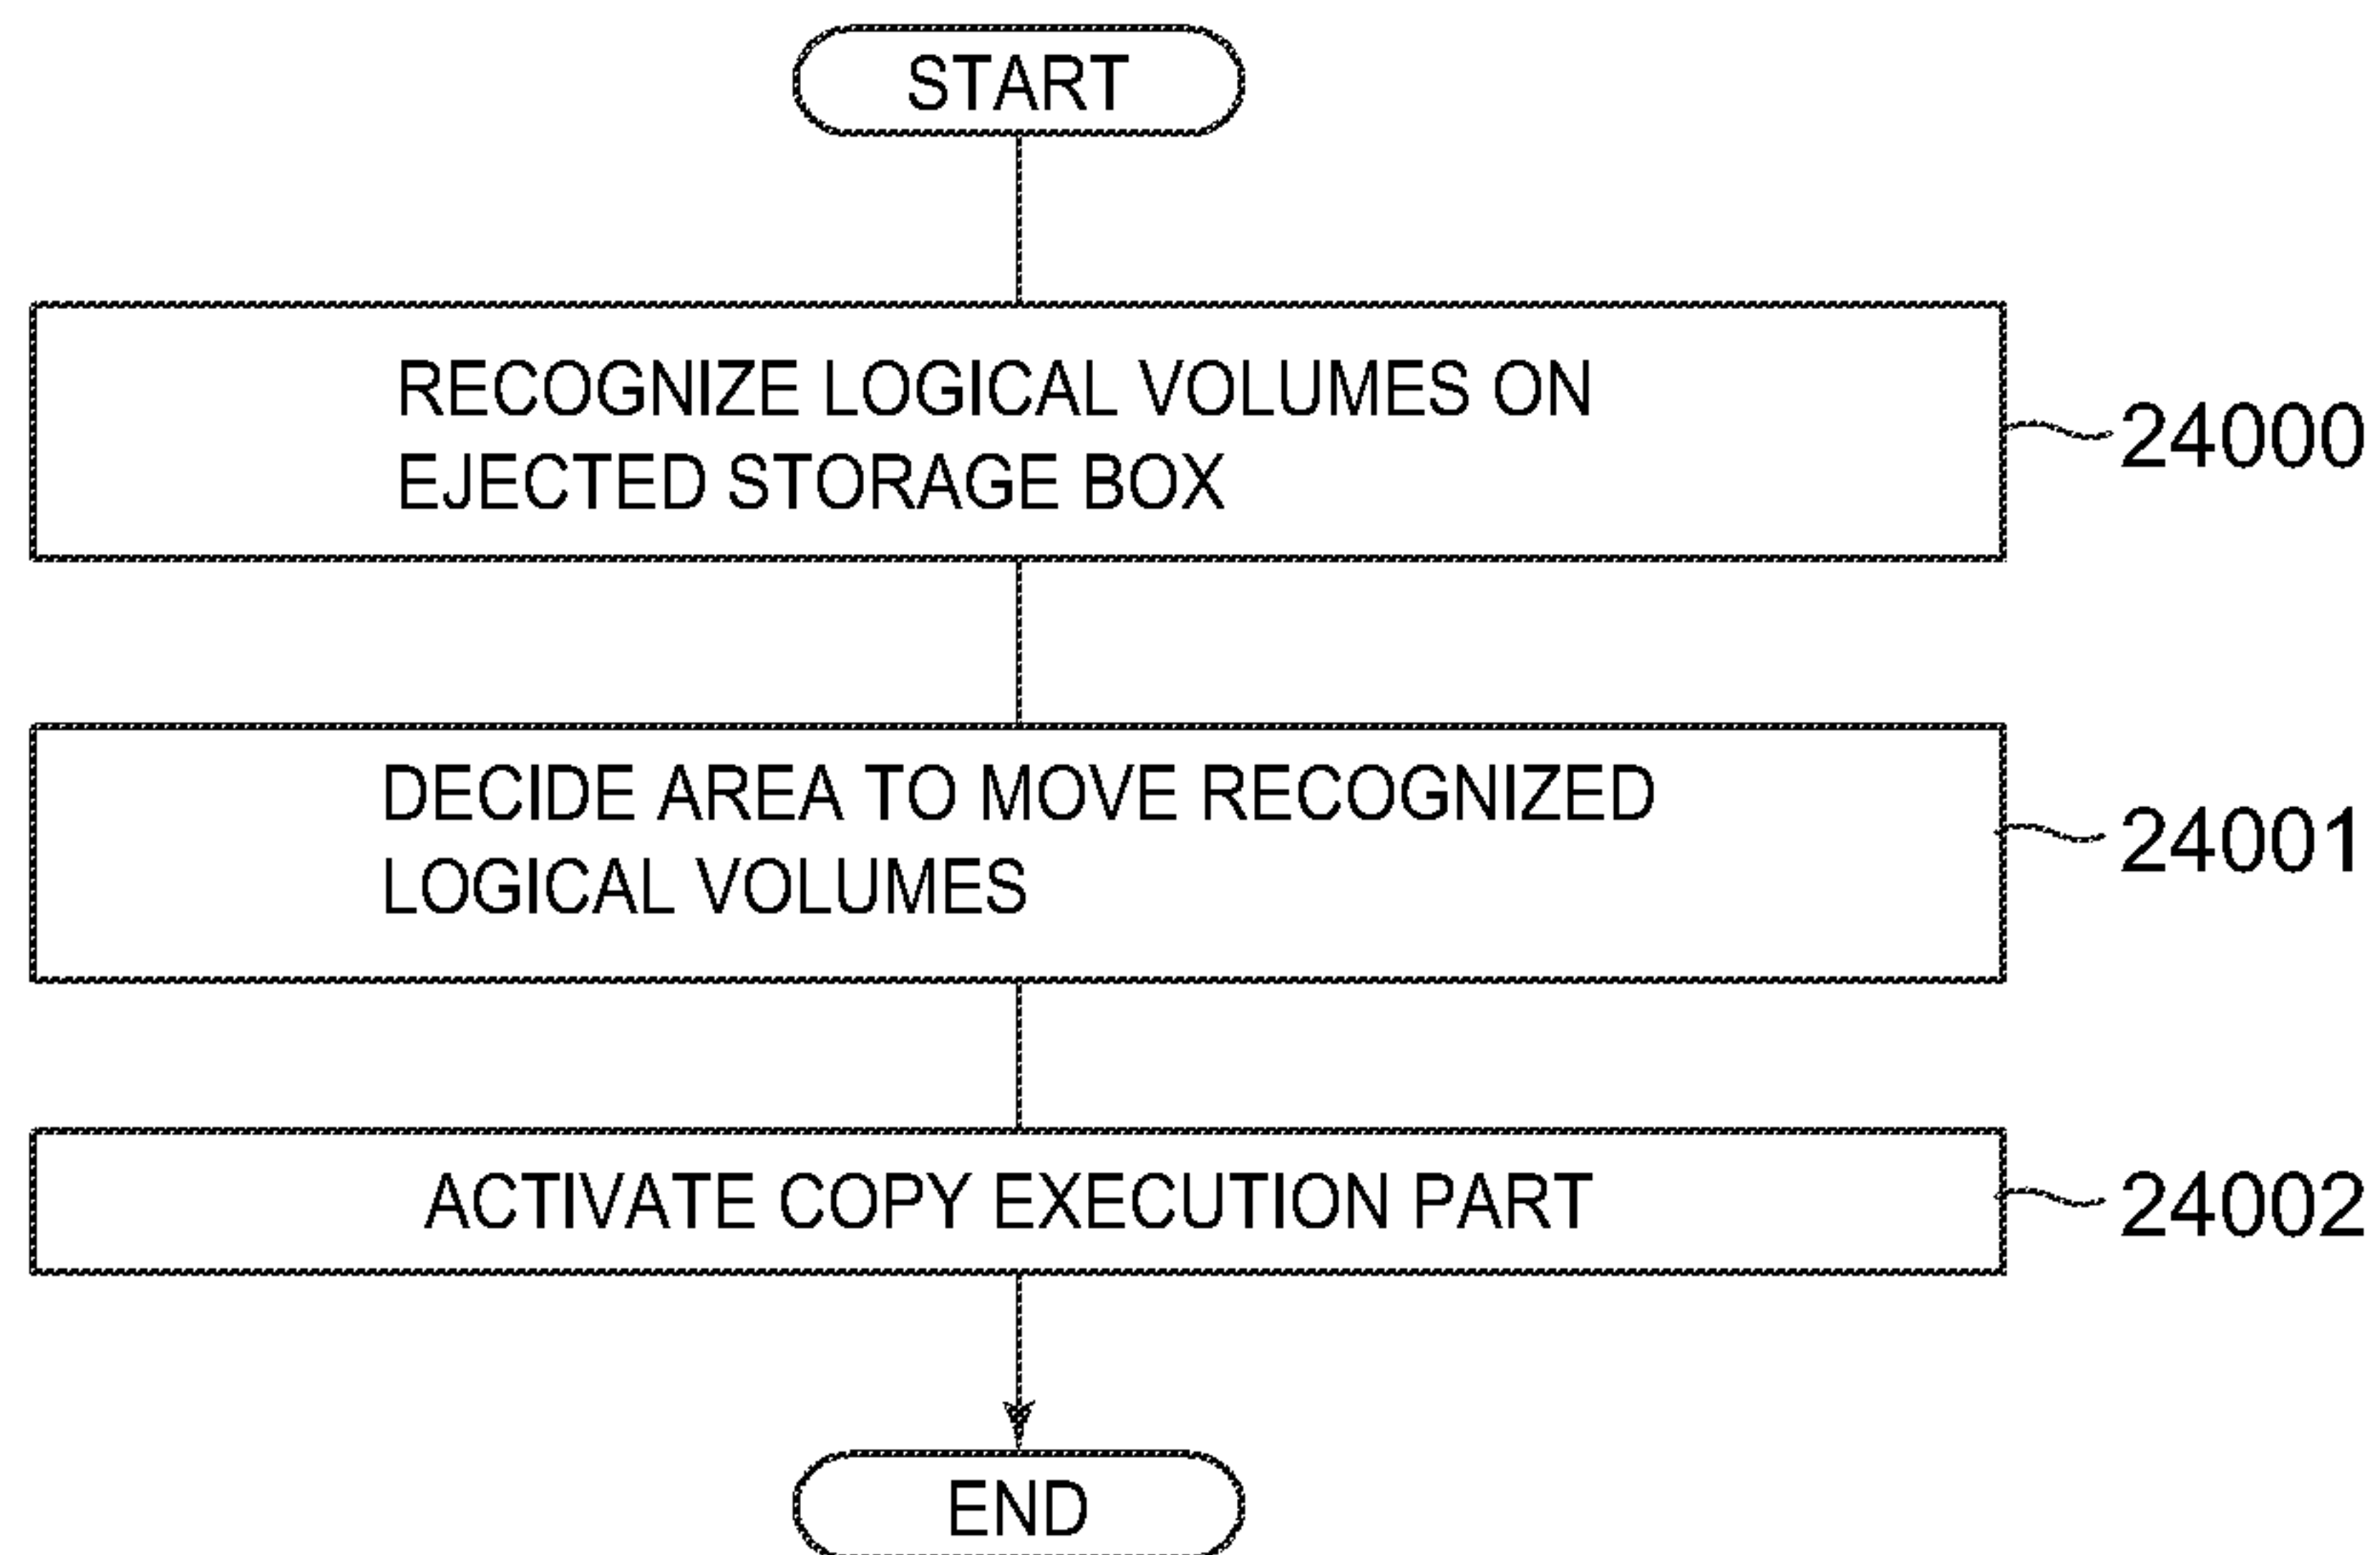 START
RECOGNIZE LOGICAL VOLUMES ON
EJECTED STORAGE BOX
24000
DECIDE AREA TO MOVE RECOGNIZED
LOGICAL VOLUMES
24001
ACTIVATE COPY EXECUTION PART
24002
END